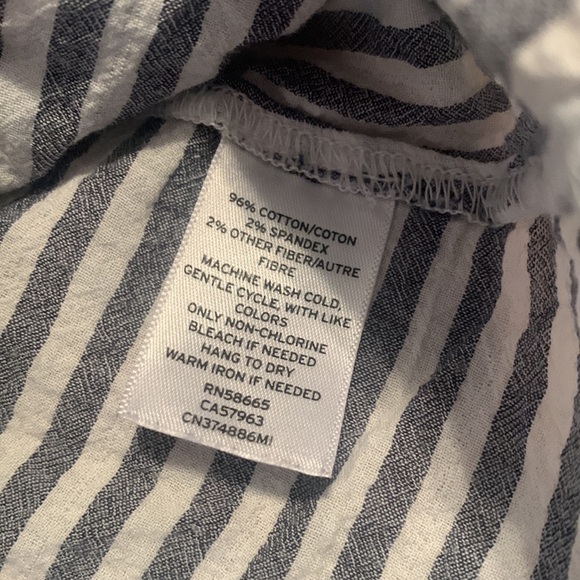 96% COTTON/COTON
2% SPANDEX
2% OTHER FIBER/AUTRE
FIBRE
MACHINE WASH COLD,
GENTLE CYCLE, WITH LIKE
COLORS
ONLY NON-CHLORINE
BLEACH IF NEEDED
HANG TO DRY
WARM IRON IF NEEDED
RN58665
CA57963
CN374886MI